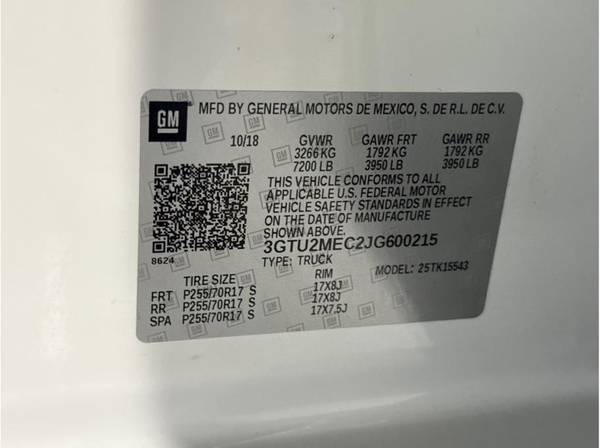 GM
MFD BY GENERAL MOTORS DE MEXICO, S. DE R.L. DE C.V.
10/18 GVWR GAWR FRT GAWR RR
3266 KG 1792 KG 1792 KG
7200 LB 3950 LB 3950 LB
THIS VEHICLE CONFORMS TO ALL
APPLICABLE U.S. FEDERAL MOTOR
VEHICLE SAFETY STANDARDS IN EFFECT
ON THE DATE OF MANUFACTURE
SHOWN ABOVE.
3GTU2MEC2JG600215
8624 TYPE: TRUCK MODEL: 25TK15543
TIRE SIZE RIM
FRT P255/70R17 S 17X8J
RR P255/70R17 S 17X8J
SPA P255/70R17 S 17X7.5J